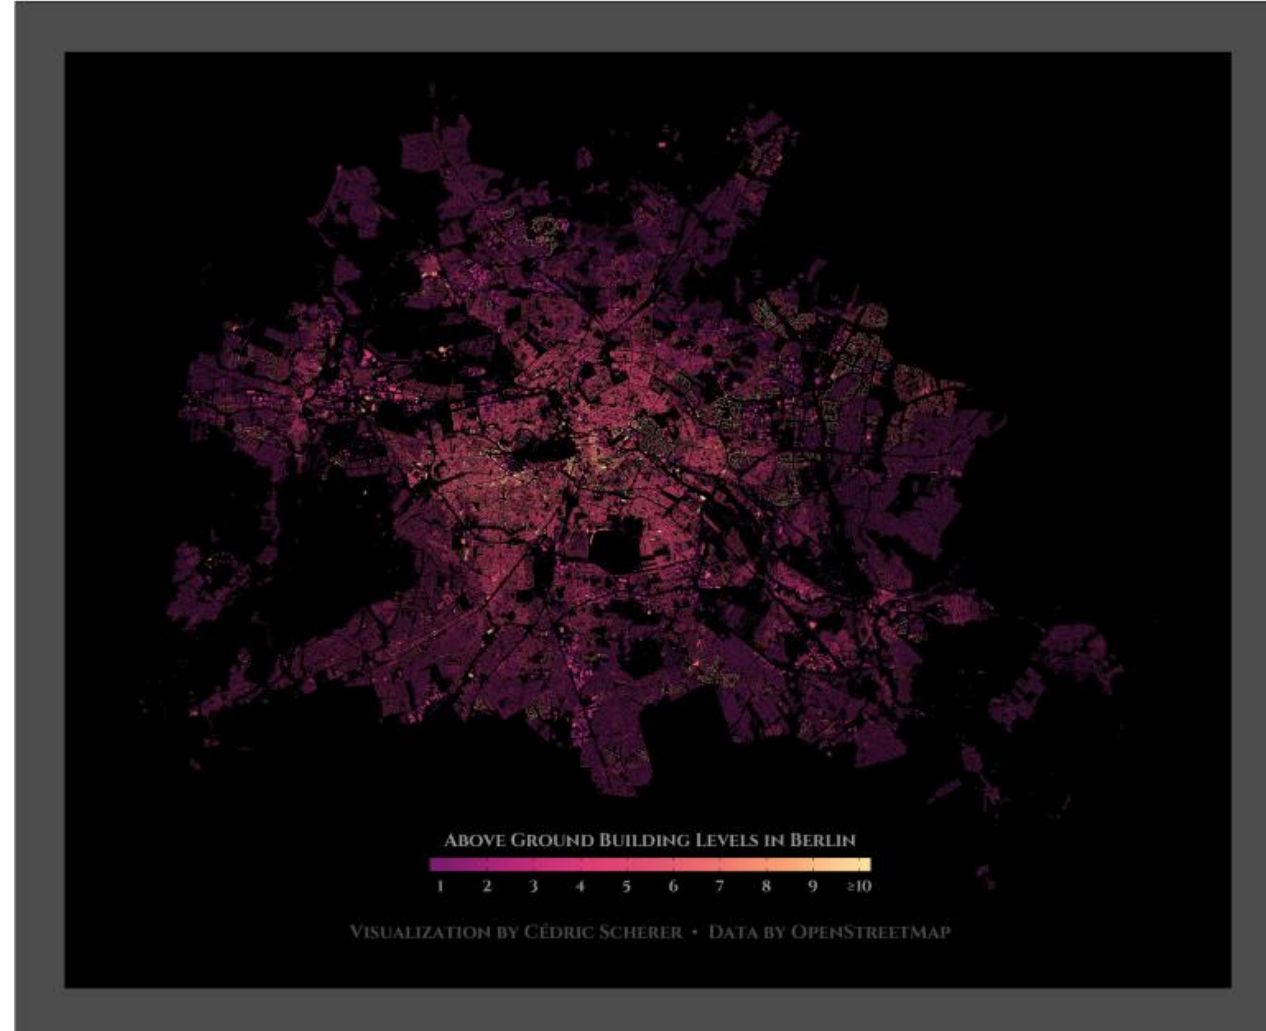 Above Ground Building Levels in Berlin
1 2 3 4 5 6 7 8 9 ≥10
Visualization by Cédric Scherer • Data by OpenStreetMap